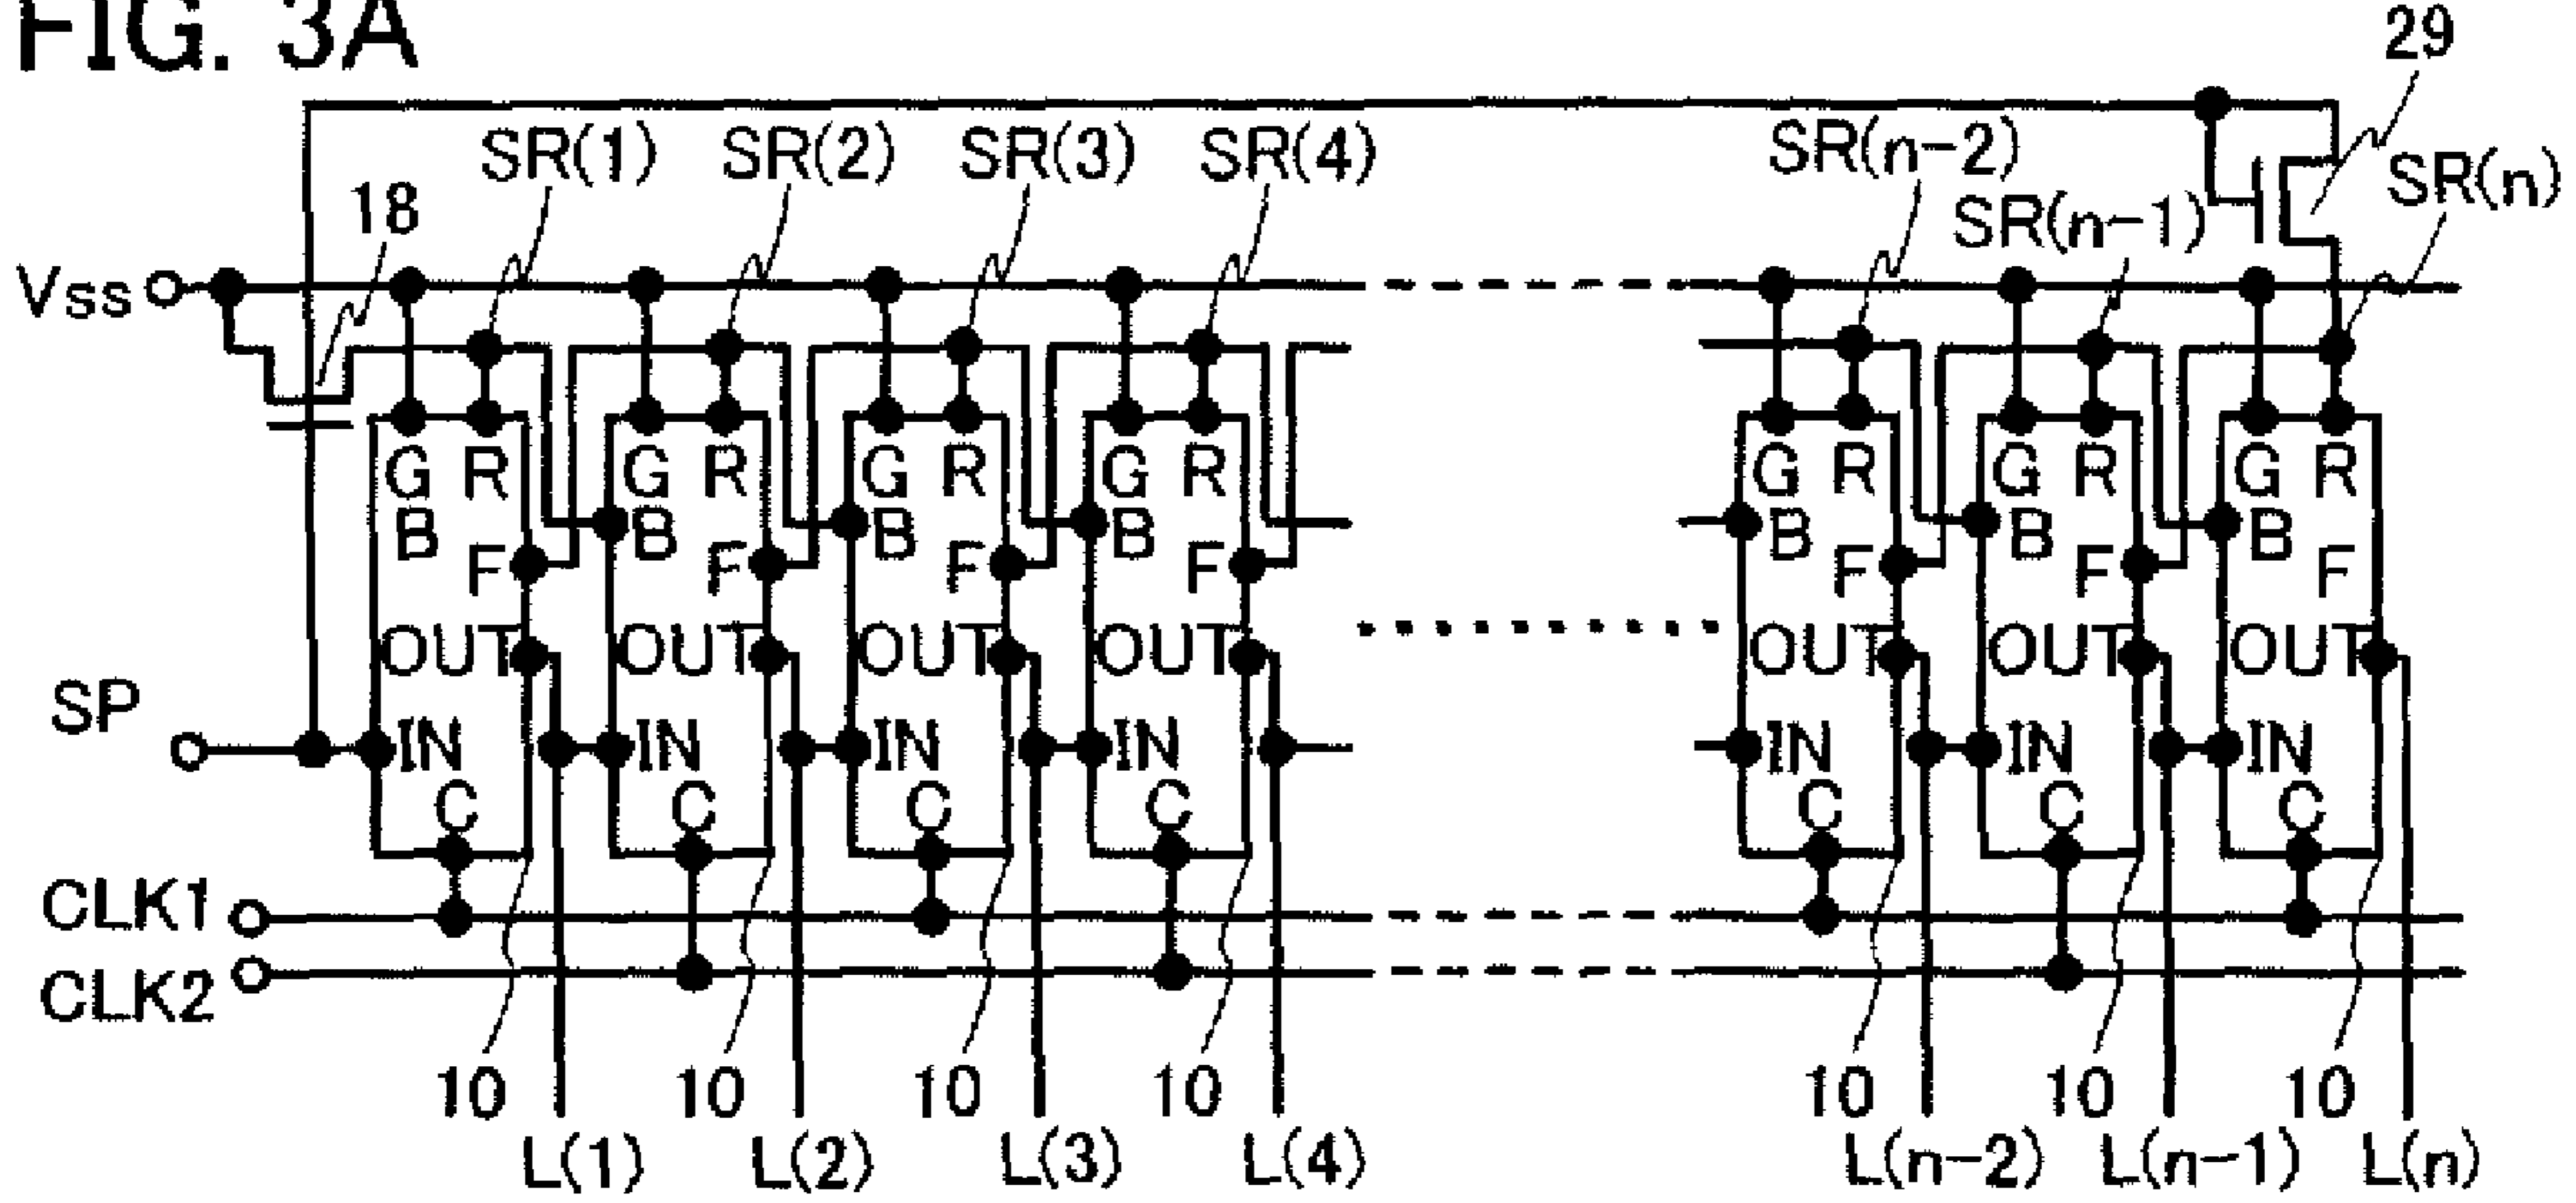 FIG. 3A
29
SR(1) SR(2) SR(3) SR(4) SR(n-2) SR(n-1) SR(n)
18
Vss
G R G R G R G R G R G R G R
B B B B B B B
F F F F F F F
OUT OUT OUT OUT OUT OUT OUT
SP
IN IN IN IN IN IN IN
C C C C C C C
CLK1
CLK2
10 10 10 10 10 10 10
L(1) L(2) L(3) L(4) L(n-2) L(n-1) L(n)